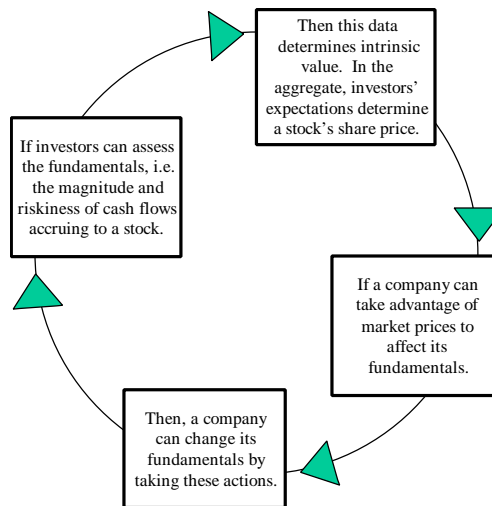 Then this data
determines intrinsic
value. In the
aggregate, investors'
expectations determine
a stock's share price.
If investors can assess
the fundamentals, i.e.
the magnitude and
riskiness of cash flows
accruing to a stock.
If a company can
take advantage of
market prices to
affect its
fundamentals.
Then, a company
can change its
fundamentals by
taking these actions.